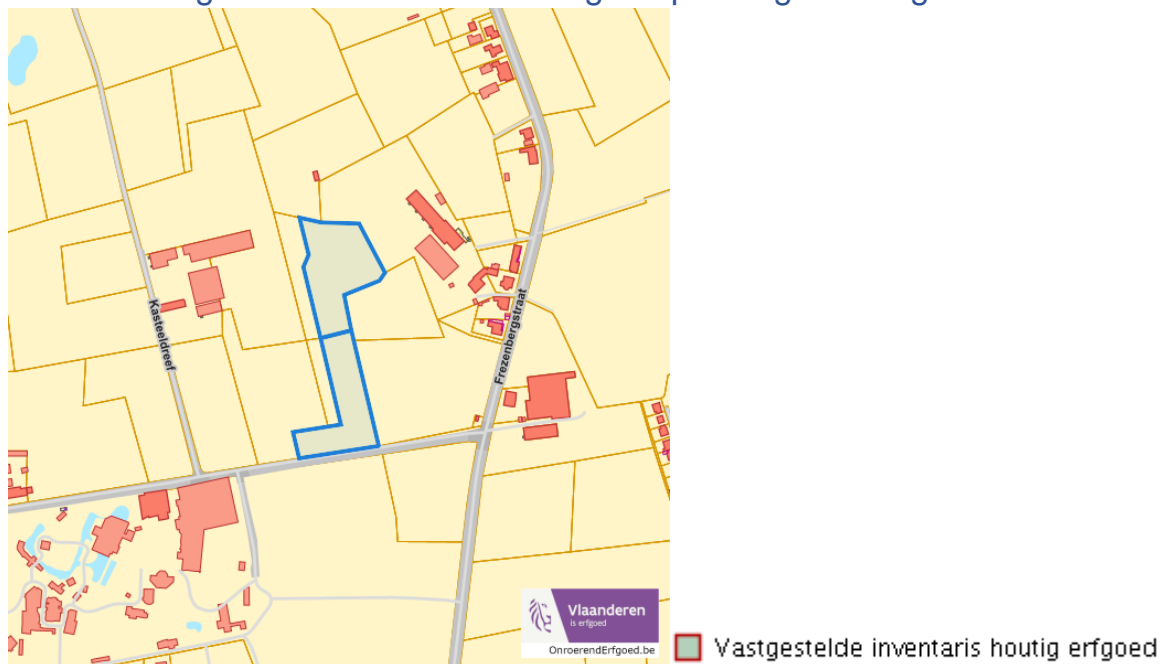 Kasteeldreef
Frezenbergstraat
Vlaanderen
is erfgoed
OnroerendErfgoed.be
Vastgestelde inventaris houtig erfgoed